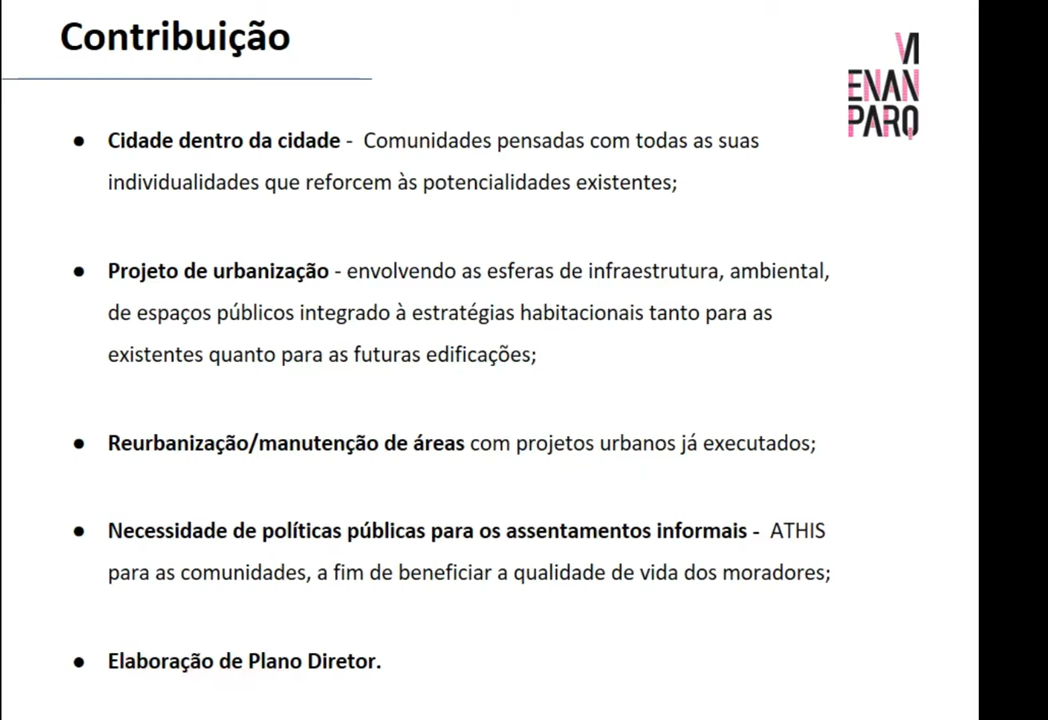 Contribuição
VI
ENAN
PARQ
● Cidade dentro da cidade - Comunidades pensadas com todas as suas
individualidades que reforcem às potencialidades existentes;
● Projeto de urbanização - envolvendo as esferas de infraestrutura, ambiental,
de espaços públicos integrado à estratégias habitacionais tanto para as
existentes quanto para as futuras edificações;
● Reurbanização/manutenção de áreas com projetos urbanos já executados;
● Necessidade de políticas públicas para os assentamentos informais - ATHIS
para as comunidades, a fim de beneficiar a qualidade de vida dos moradores;
● Elaboração de Plano Diretor.